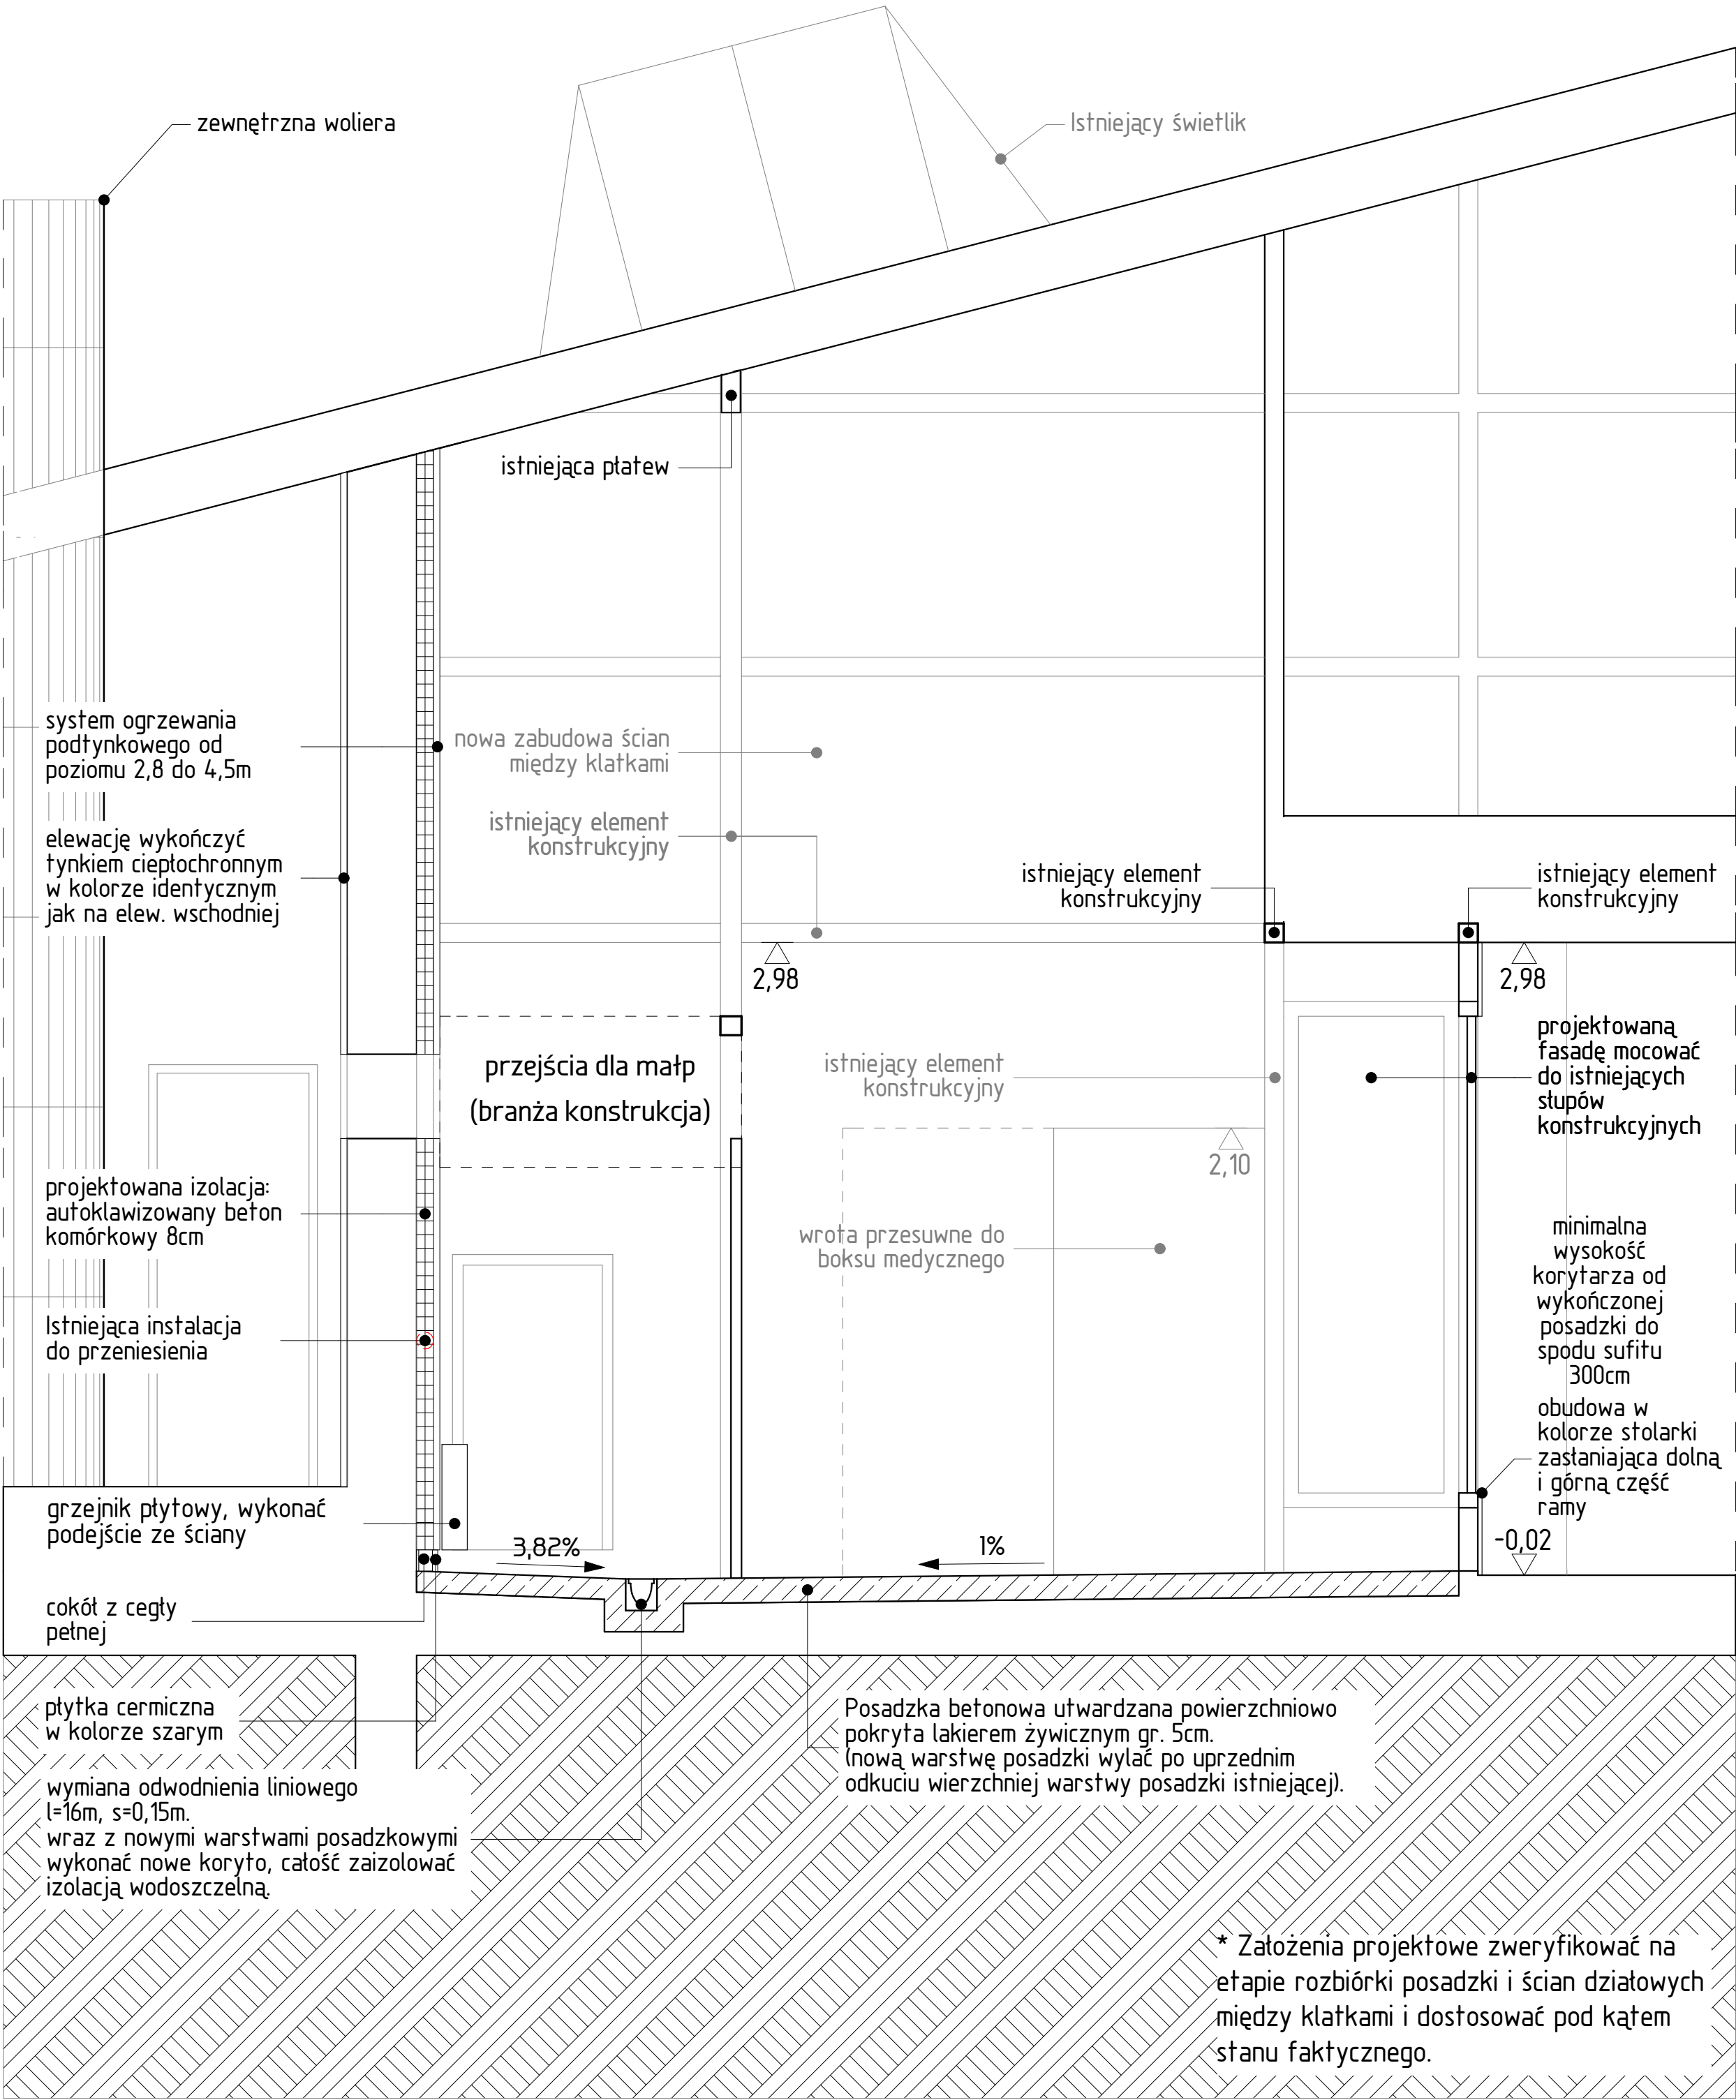 zewnętrzna woliera
Istniejący świetlik
istniejąca płatew
system ogrzewania
podtynkowego od
poziomu 2,8 do 4,5m
nowa zabudowa ścian
między klatkami
istniejący element
konstrukcyjny
elewację wykończyć
tynkiem ciepłochronnym
w kolorze identycznym
jak na elew. wschodniej
istniejący element
konstrukcyjny
istniejący element
konstrukcyjny
2,98
2,98
przejścia dla małp
(branża konstrukcja)
istniejący element
konstrukcyjny
projektowaną
fasadę mocować
do istniejących
słupów
konstrukcyjnych
2,10
projektowana izolacja:
autoklawizowany beton
komórkowy 8cm
wrota przesuwne do
boksu medycznego
minimalna
wysokość
korytarza od
wykończonej
posadzki do
spodu sufitu
300cm
Istniejąca instalacja
do przeniesienia
obudowa w
kolorze stolarki
zasłaniająca dolną
i górną część
ramy
grzejnik płytowy, wykonać
podejście ze ściany
3,82%
1%
-0,02
cokół z cegły
pełnej
płytka cermiczna
w kolorze szarym
Posadzka betonowa utwardzana powierzchniowo
pokryta lakierem żywicznym gr. 5cm.
(nową warstwę posadzki wylać po uprzednim
odkuciu wierzchniej warstwy posadzki istniejącej).
wymiana odwodnienia liniowego
l=16m, s=0,15m.
wraz z nowymi warstwami posadzkowymi
wykonać nowe koryto, całość zaizolować
izolacją wodoszczelną.
* Założenia projektowe zweryfikować na
etapie rozbiórki posadzki i ścian działowych
między klatkami i dostosować pod kątem
stanu faktycznego.